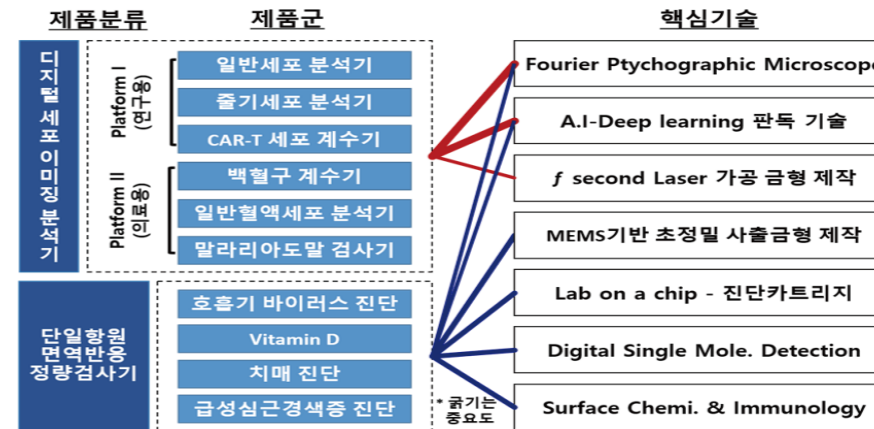 제품분류
제품군
핵심기술
디지털 세포 이미징 분석기
Platform I
(연구용)
일반세포 분석기
줄기세포 분석기
CAR-T 세포 계수기
Platform II
(의료용)
백혈구 계수기
일반혈액세포 분석기
말라리아도말 검사기
단일항원
면역반응
정량검사기
호흡기 바이러스 진단
Vitamin D
치매 진단
급성심근경색증 진단
* 굵기는
중요도
Fourier Ptychographic Microscope
A.I-Deep learning 판독 기술
f second Laser 가공 금형 제작
MEMS기반 초정밀 사출금형 제작
Lab on a chip - 진단카트리지
Digital Single Mole. Detection
Surface Chemi. & Immunology